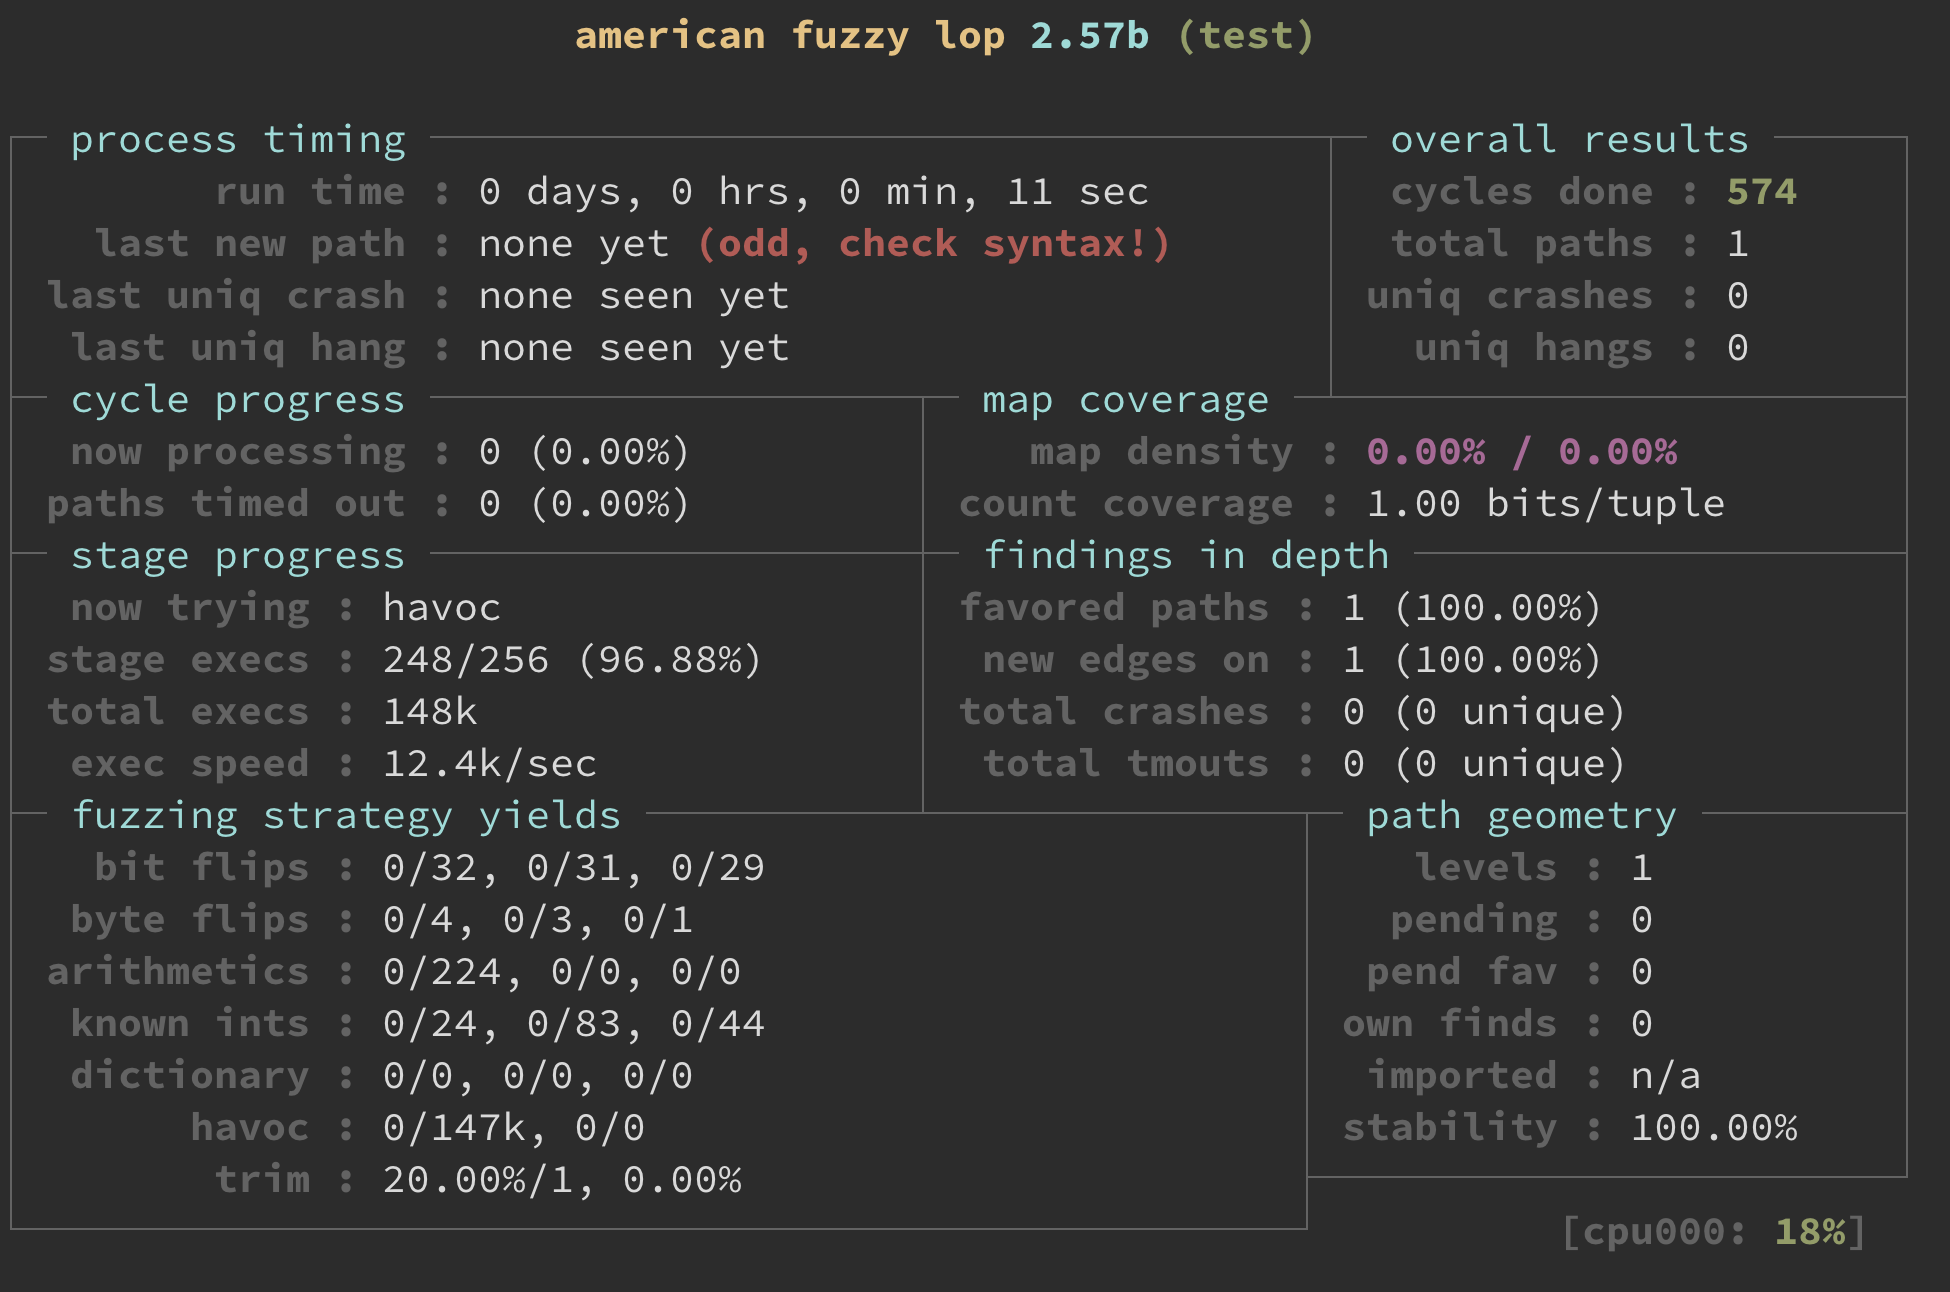 american fuzzy lop 2.57b (test)
process timing
run time : 0 days, 0 hrs, 0 min, 11 sec
last new path : none yet (odd, check syntax!)
last uniq crash : none seen yet
last uniq hang : none seen yet
overall results
cycles done : 574
total paths : 1
uniq crashes : 0
uniq hangs : 0
cycle progress
now processing : 0 (0.00%)
paths timed out : 0 (0.00%)
map coverage
map density : 0.00% / 0.00%
count coverage : 1.00 bits/tuple
stage progress
now trying : havoc
stage execs : 248/256 (96.88%)
total execs : 148k
exec speed : 12.4k/sec
findings in depth
favored paths : 1 (100.00%)
new edges on : 1 (100.00%)
total crashes : 0 (0 unique)
total tmouts : 0 (0 unique)
fuzzing strategy yields
bit flips : 0/32, 0/31, 0/29
byte flips : 0/4, 0/3, 0/1
arithmetics : 0/224, 0/0, 0/0
known ints : 0/24, 0/83, 0/44
dictionary : 0/0, 0/0, 0/0
havoc : 0/147k, 0/0
trim : 20.00%/1, 0.00%
path geometry
levels : 1
pending : 0
pend fav : 0
own finds : 0
imported : n/a
stability : 100.00%
[cpu000: 18%]